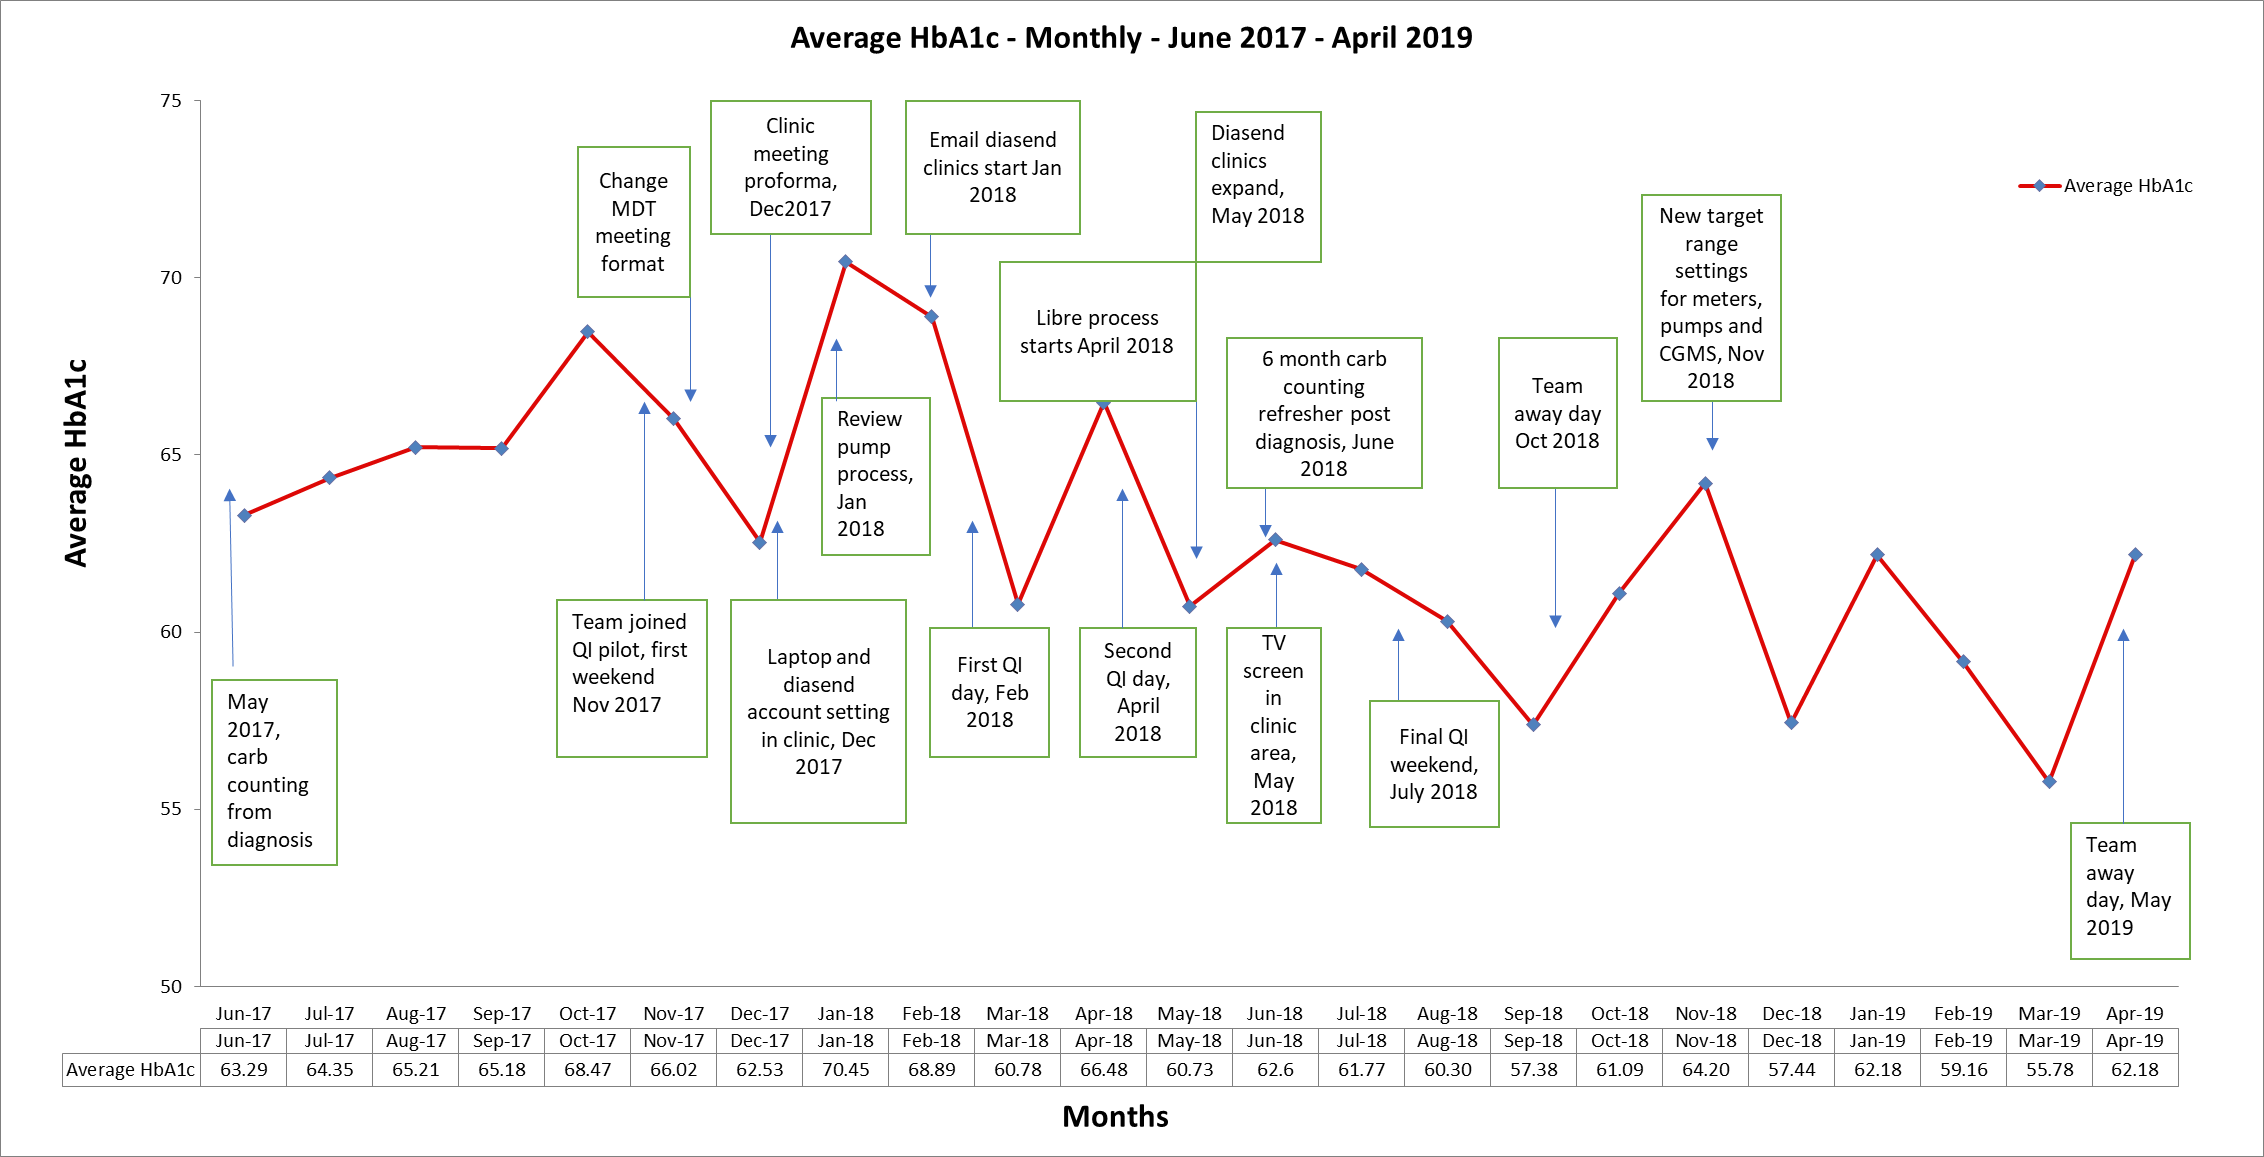 Average HbA1c - Monthly - June 2017 - April 2019
Average HbA1c
75
70
65
60
55
50
Average HbA1c
May
2017,
carb
counting
from
diagnosis
Change
MDT
meeting
format
Team joined
QI pilot, first
weekend
Nov 2017
Clinic
meeting
proforma,
Dec2017
Laptop and
diasend
account setting
in clinic, Dec
2017
Review
pump
process,
Jan
2018
Email diasend
clinics start Jan
2018
First QI
day, Feb
2018
Libre process
starts April 2018
Second
QI day,
April
2018
Diasend
clinics
expand,
May 2018
6 month carb
counting
refresher post
diagnosis, June
2018
TV
screen
in
clinic
area,
May
2018
Final QI
weekend,
July 2018
Team
away day
Oct 2018
New target
range
settings
for meters,
pumps and
CGMS, Nov
2018
Team
away
day, May
2019
Jun-17 Jul-17 Aug-17 Sep-17 Oct-17 Nov-17 Dec-17 Jan-18 Feb-18 Mar-18 Apr-18 May-18 Jun-18 Jul-18 Aug-18 Sep-18 Oct-18 Nov-18 Dec-18 Jan-19 Feb-19 Mar-19 Apr-19
Jun-17 Jul-17 Aug-17 Sep-17 Oct-17 Nov-17 Dec-17 Jan-18 Feb-18 Mar-18 Apr-18 May-18 Jun-18 Jul-18 Aug-18 Sep-18 Oct-18 Nov-18 Dec-18 Jan-19 Feb-19 Mar-19 Apr-19
Average HbA1c 63.29 64.35 65.21 65.18 68.47 66.02 62.53 70.45 68.89 60.78 66.48 60.73 62.6 61.77 60.30 57.38 61.09 64.20 57.44 62.18 59.16 55.78 62.18
Months